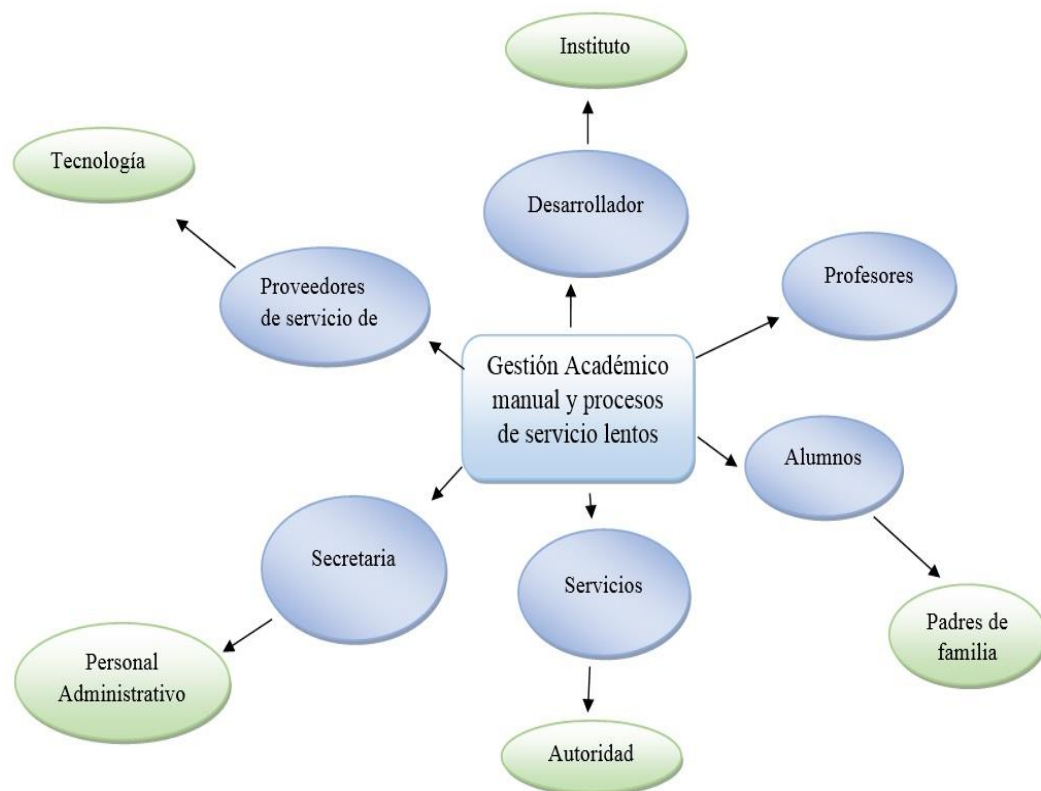 Instituto
Tecnología
Desarrollador
Profesores
Proveedores
de servicio de
Gestión Académico
manual y procesos
de servicio lentos
Alumnos
Secretaria
Servicios
Padres de
familia
Personal
Administrativo
Autoridad